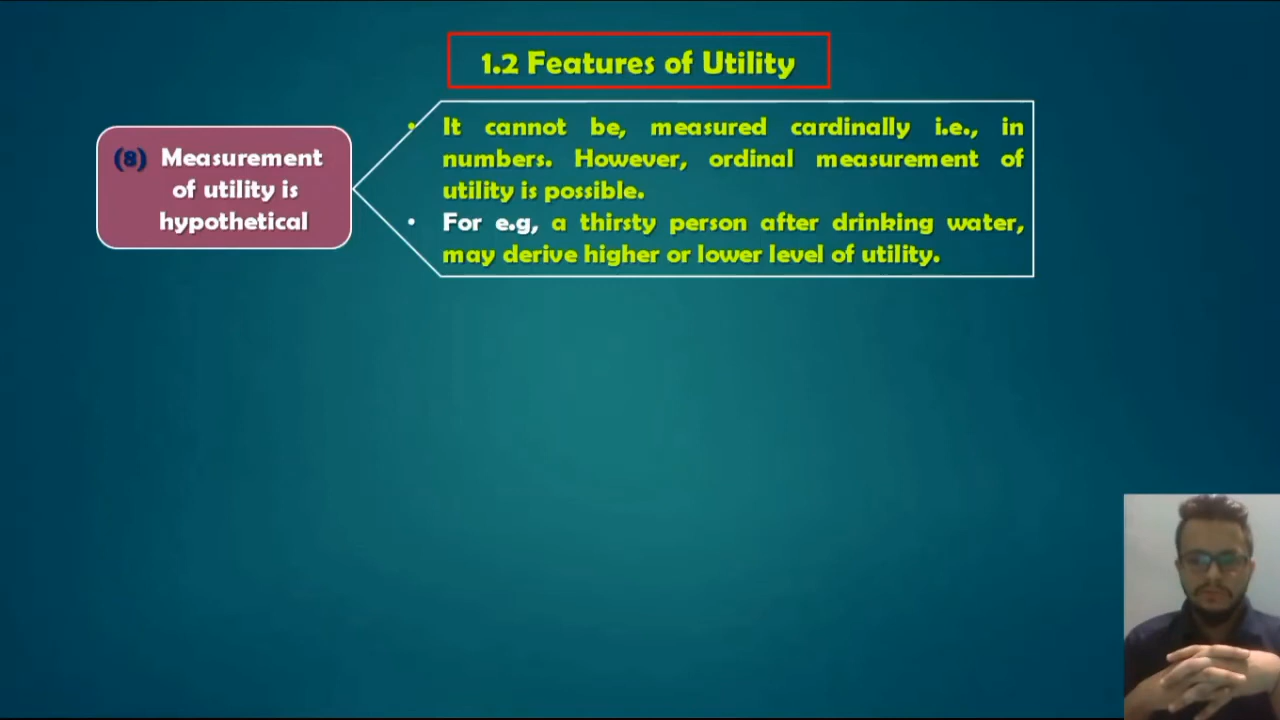 1.2 Features of Utility
(8) Measurement
of utility is
hypothetical
• It cannot be, measured cardinally i.e., in
numbers. However, ordinal measurement of
utility is possible.
• For e.g, a thirsty person after drinking water,
may derive higher or lower level of utility.